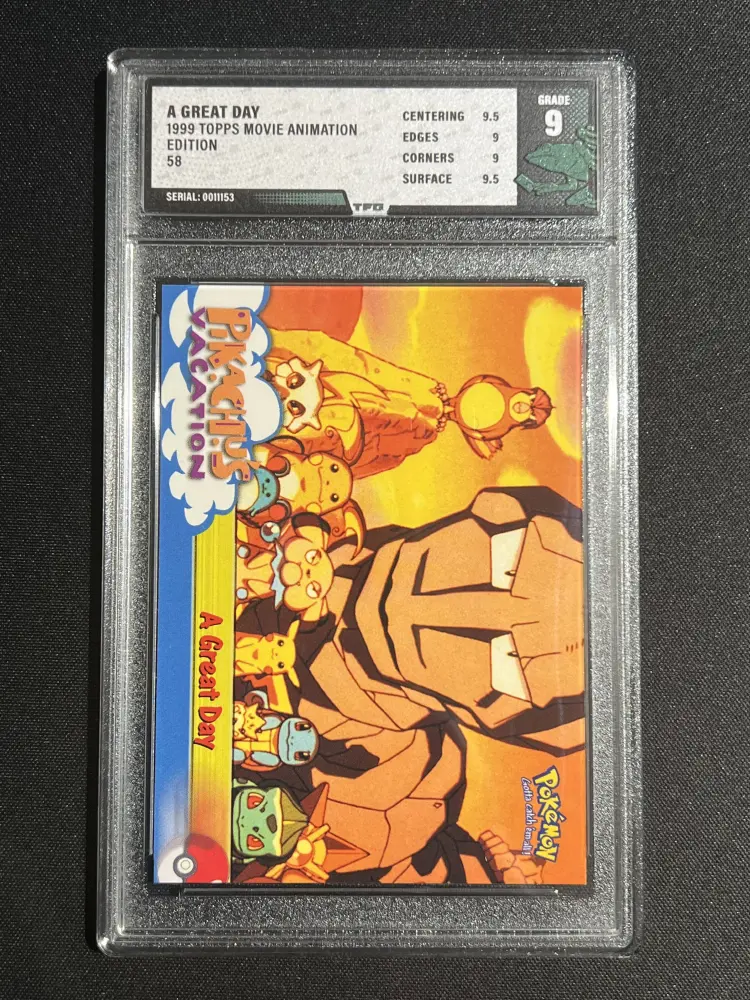 A GREAT DAY
1999 TOPPS MOVIE ANIMATION
EDITION
58
SERIAL: 0011153
CENTERING 9.5
EDGES 9
CORNERS 9
SURFACE 9.5
GRADE
9
TFG
PIKACHU'S
VACATION
A Great Day
POKéMON
Gotta catch 'em all!